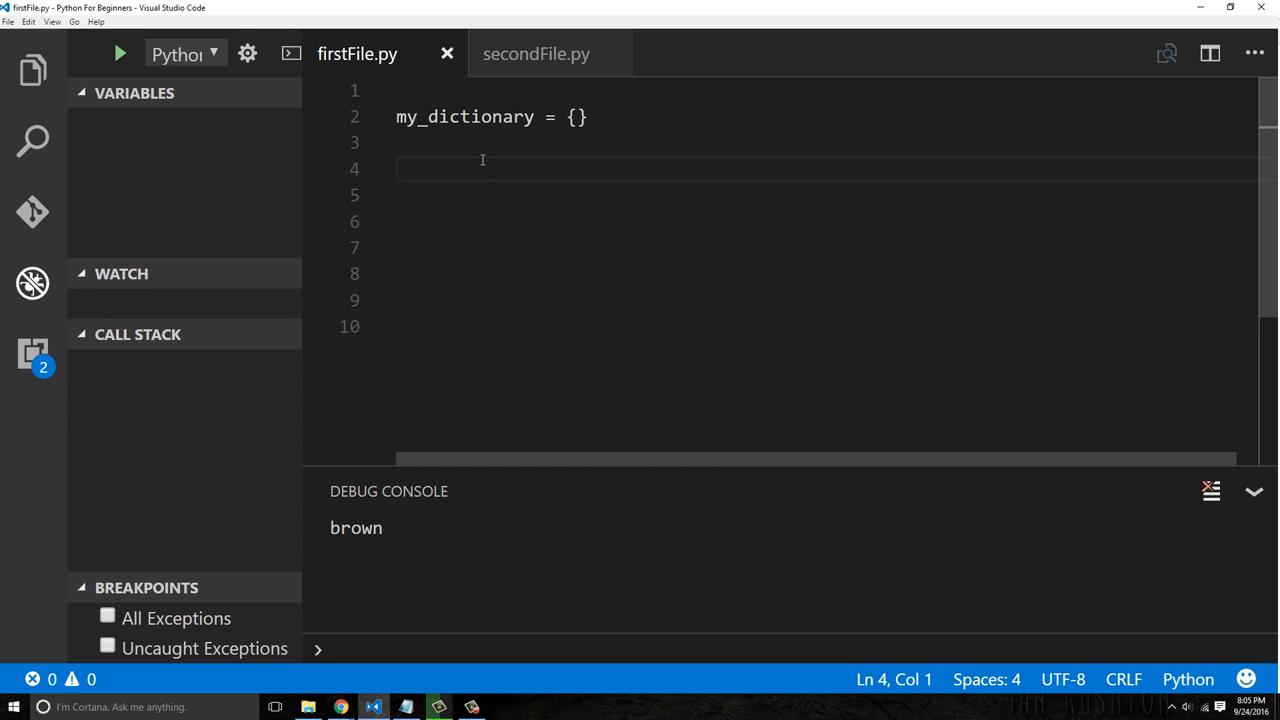 firstFile.py - Python For Beginners - Visual Studio Code
File Edit View Go Help
Pythor
firstFile.py
secondFile.py
VARIABLES
WATCH
CALL STACK
BREAKPOINTS
All Exceptions
Uncaught Exceptions
2
1
2 my_dictionary = {}
3
4
5
6
7
8
9
10
DEBUG CONSOLE
brown
0 0
Ln 4, Col 1 Spaces: 4 UTF-8 CRLF Python
I'm Cortana. Ask me anything.
8:05 PM
9/24/2016